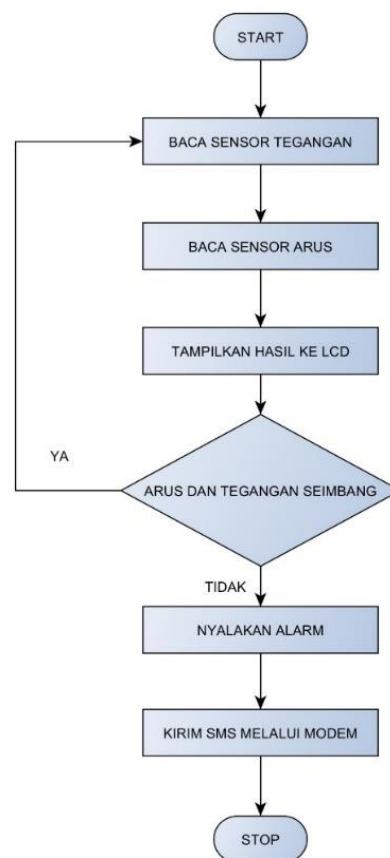 START
BACA SENSOR TEGANGAN
BACA SENSOR ARUS
TAMPILKAN HASIL KE LCD
YA
ARUS DAN TEGANGAN SEIMBANG
TIDAK
NYALAKAN ALARM
KIRIM SMS MELALUI MODEM
STOP